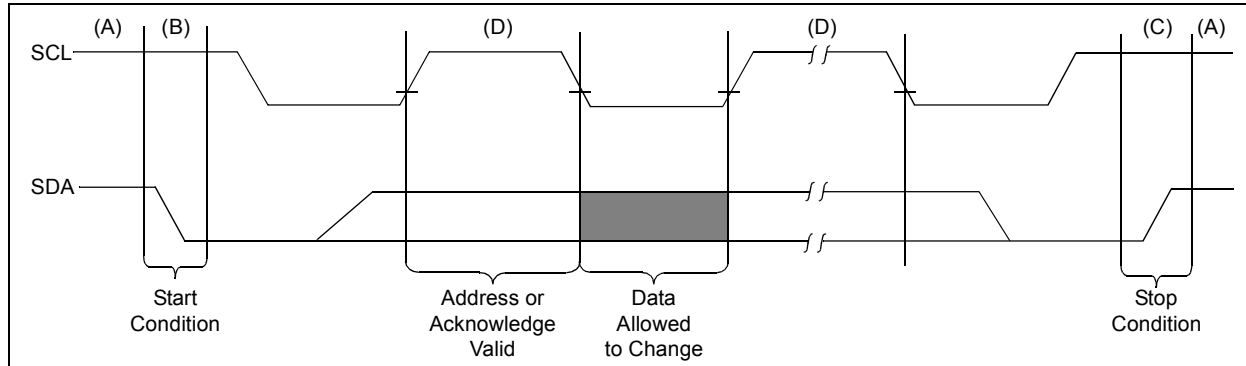 (A) (B) (D) (D) (C) (A)
SCL
SDA
Start
Condition
Address or
Acknowledge
Valid
Data
Allowed
to Change
Stop
Condition